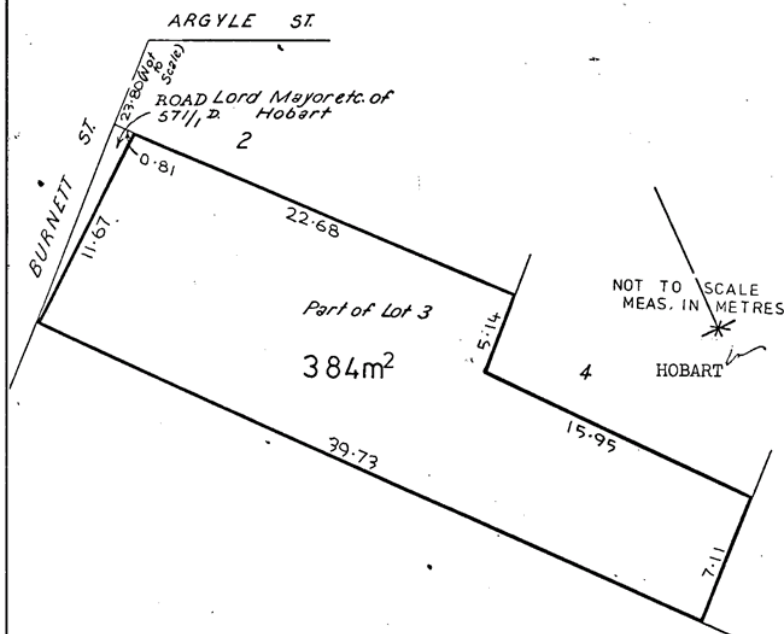 ARGYLE ST.
23.80 (Not to Scale)
ROAD Lord Mayor etc. of
571/1 D. Hobart
2
0.81
BURNETT ST.
11.67
22.68
NOT TO SCALE
MEAS. IN METRES
Part of Lot 3
5.14
384m²
4
HOBART
15.95
39.73
7.11